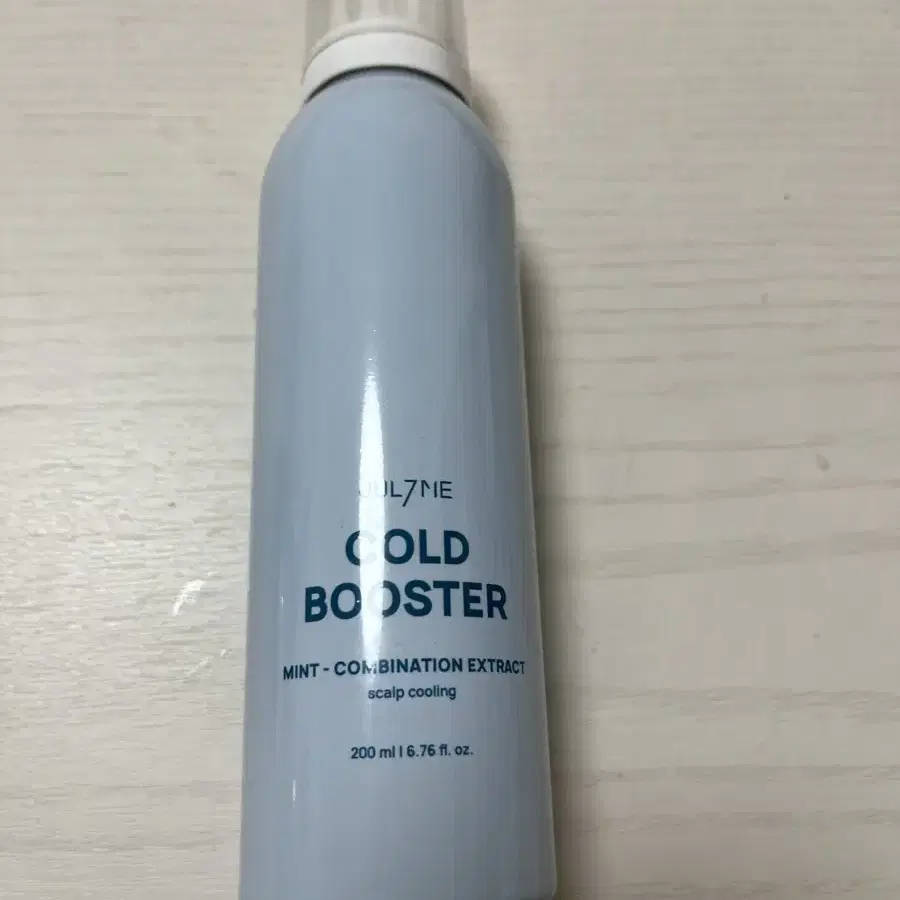 JUL7ME
COLD
BOOSTER
MINT - COMBINATION EXTRACT
scalp cooling
200 ml | 6.76 fl. oz.